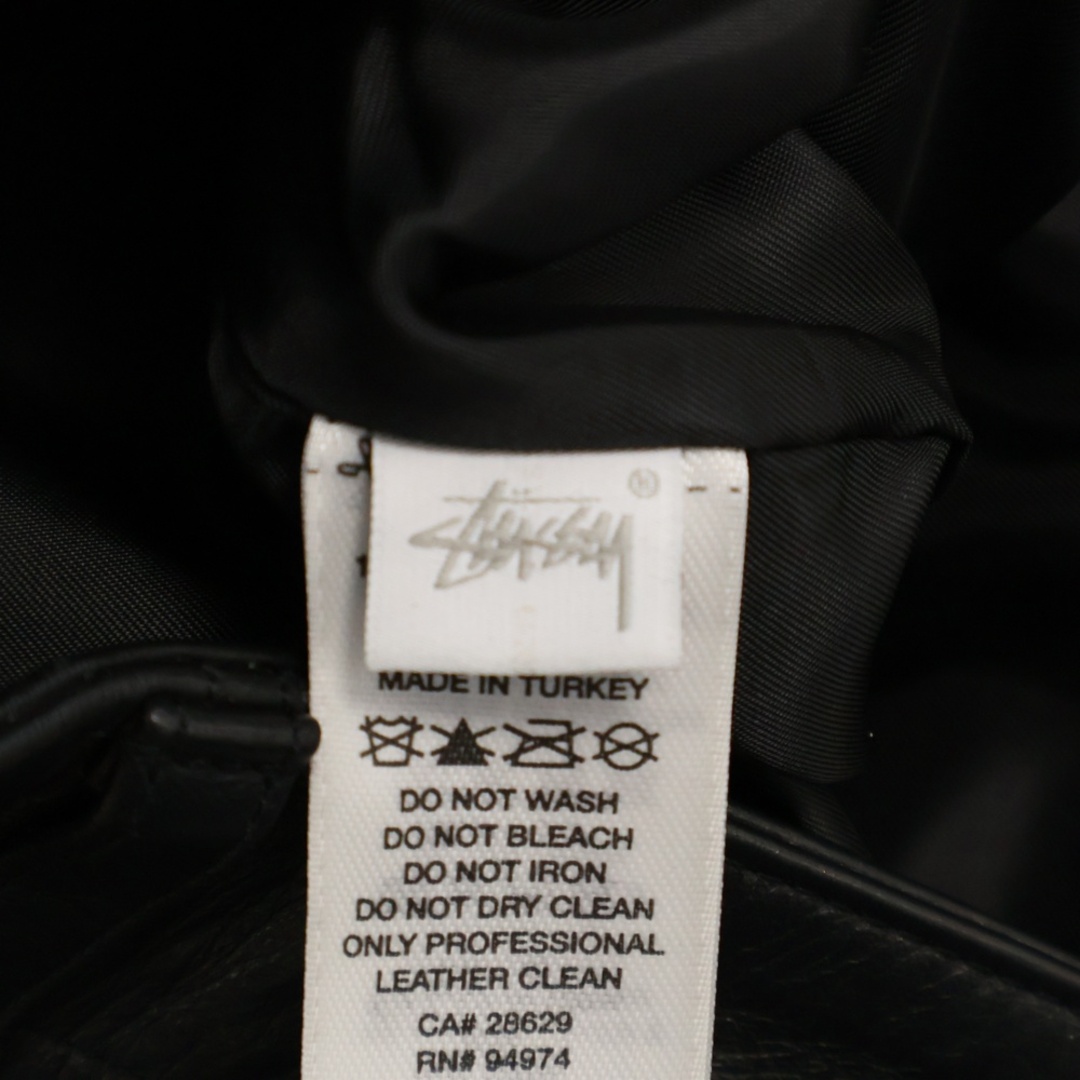 Stüssy ®
MADE IN TURKEY
DO NOT WASH
DO NOT BLEACH
DO NOT IRON
DO NOT DRY CLEAN
ONLY PROFESSIONAL
LEATHER CLEAN
CA# 28629
RN# 94974